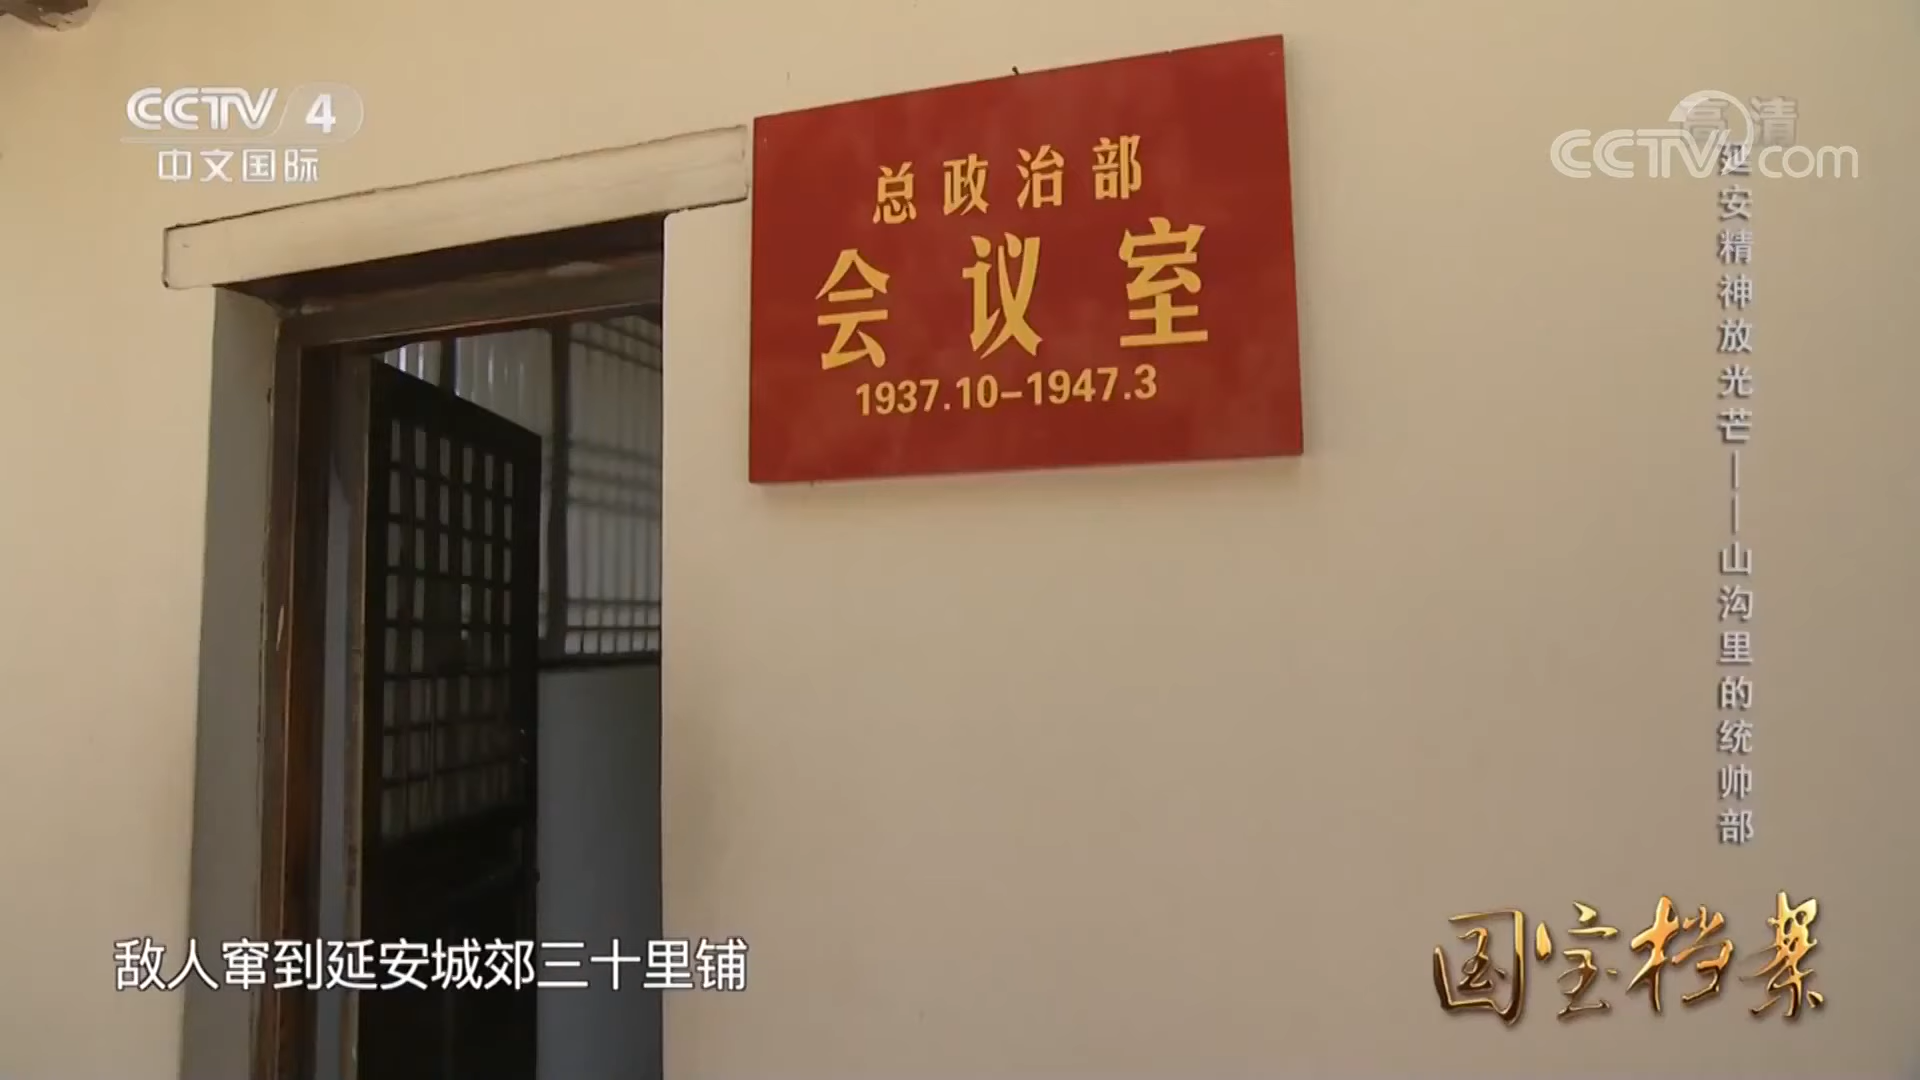 CCTV 4
中文国际
高清
CCTV.com
总政治部
会议室
1937.10-1947.3
延安精神放光芒——山沟里的统帅部
敌人窜到延安城郊三十里铺
国宝档案